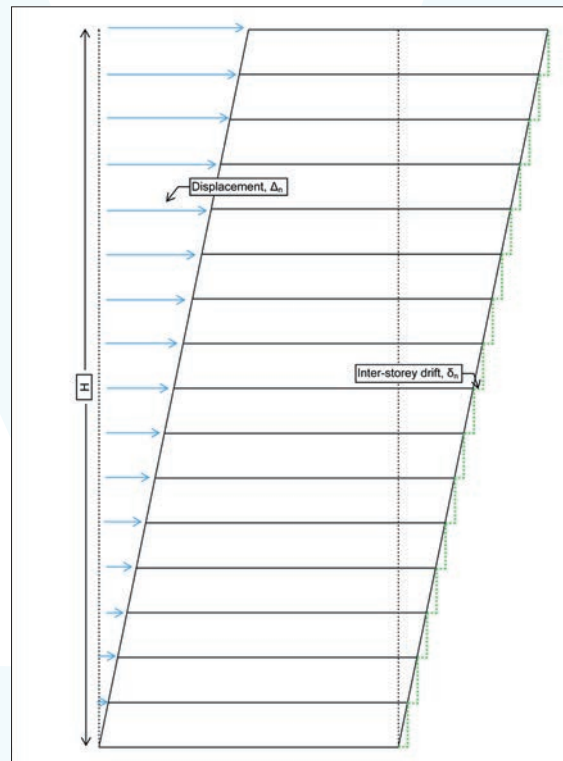 Displacement, Δₙ
H
Inter-storey drift, δₙ